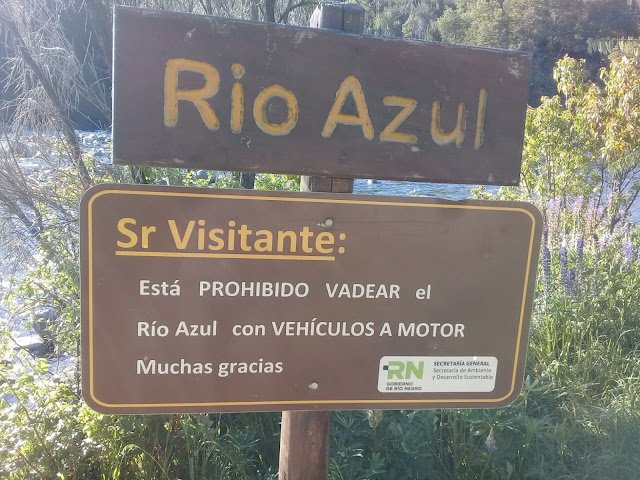 Río Azul
Sr Visitante:
Está PROHIBIDO VADEAR el
Río Azul con VEHÍCULOS A MOTOR
Muchas gracias
RN
GOBIERNO
DE RÍO NEGRO
SECRETARÍA GENERAL
Secretaría de Ambiente
y Desarrollo Sustentable